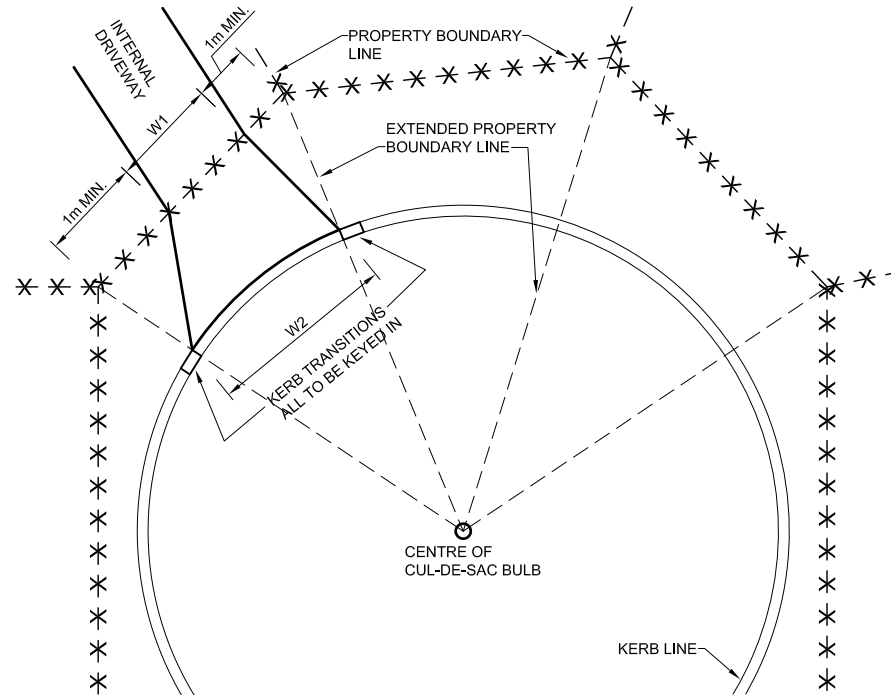 INTERNAL
DRIVEWAY
1m MIN.
PROPERTY BOUNDARY
LINE
W1
1m MIN.
EXTENDED PROPERTY
BOUNDARY LINE
W2
KERB TRANSITIONS
ALL TO BE KEYED IN
CENTRE OF
CUL-DE-SAC BULB
KERB LINE